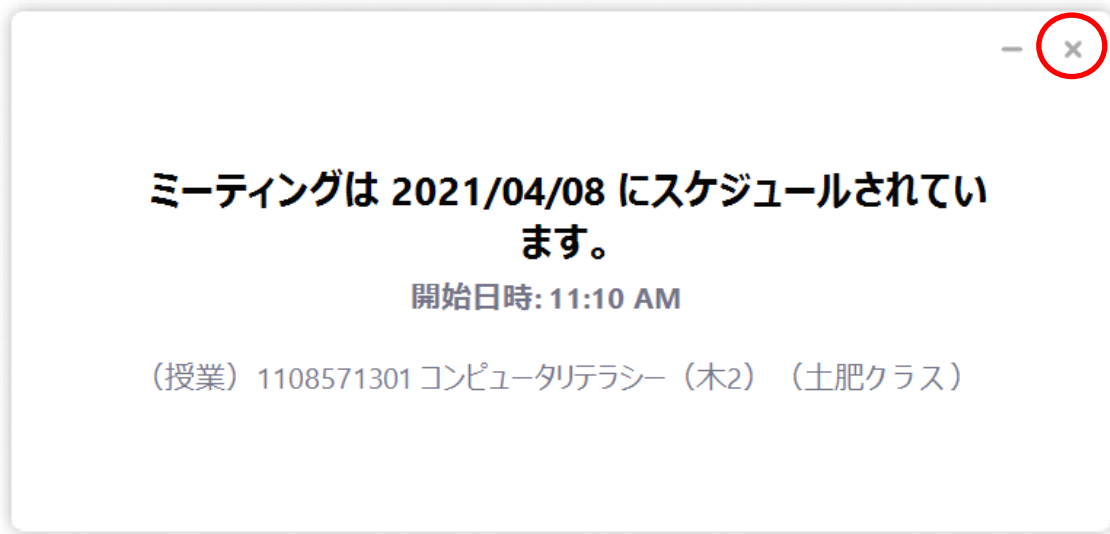 ミーティングは 2021/04/08 にスケジュールされてい
ます。
開始日時: 11:10 AM
（授業）1108571301 コンピュータリテラシー（木2）（土肥クラス）